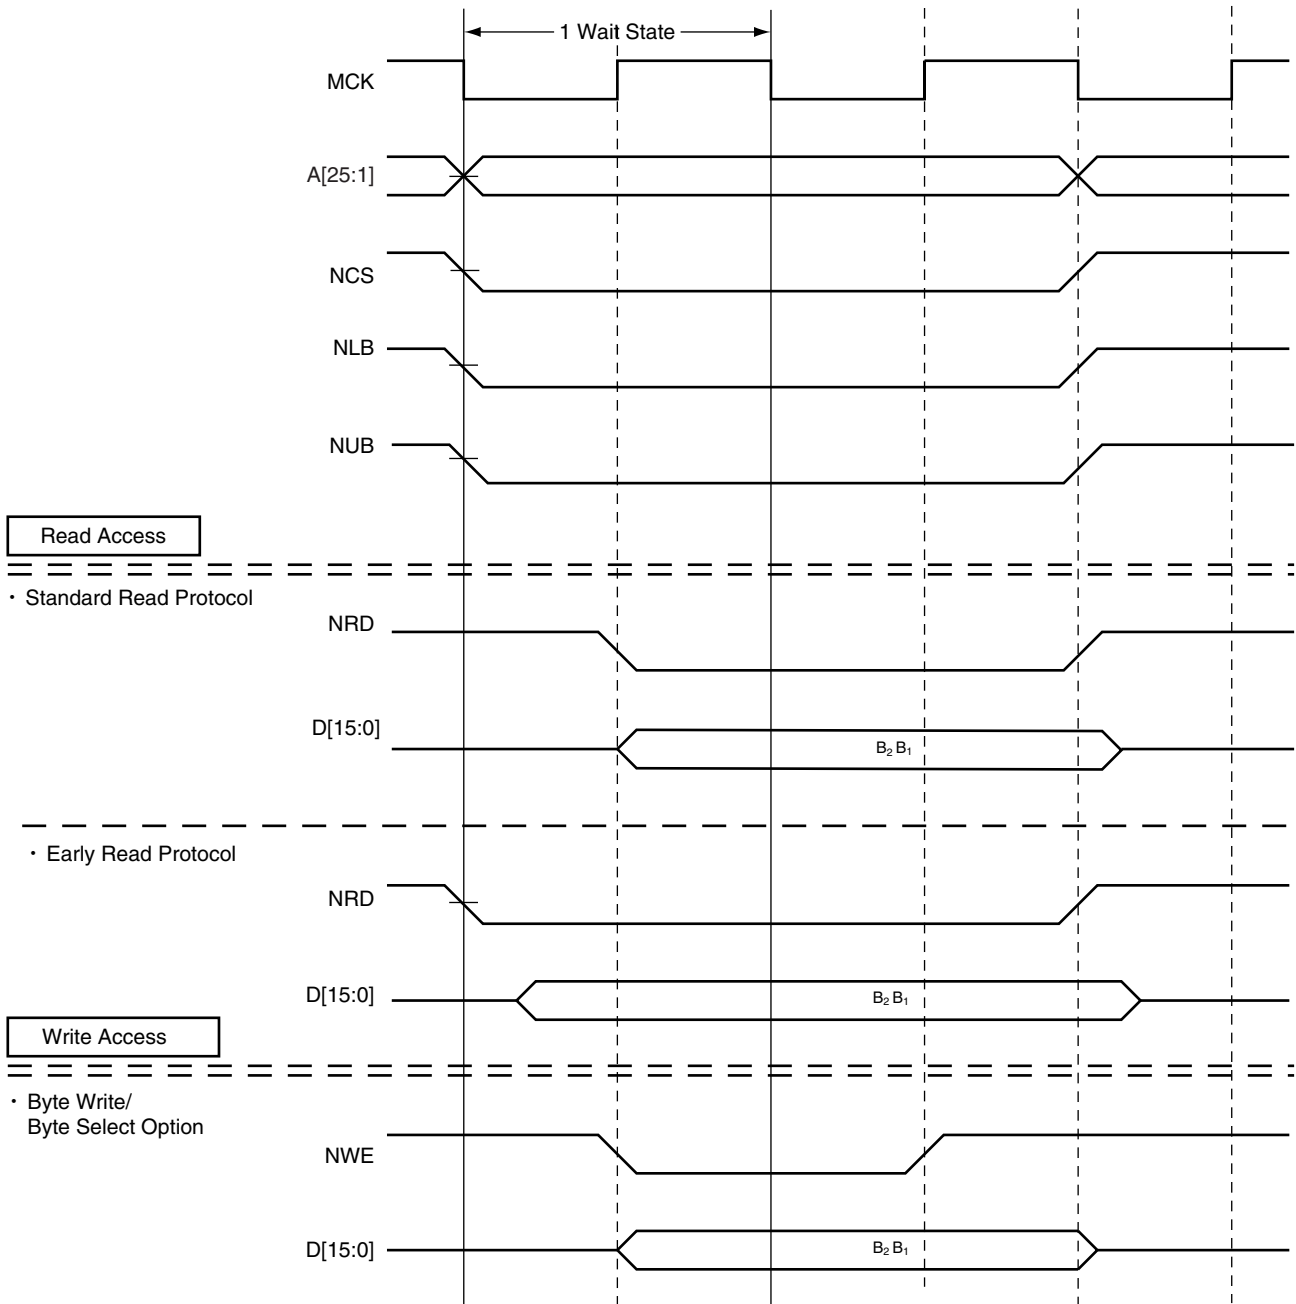 1 Wait State
MCK
A[25:1]
NCS
NLB
NUB
Read Access
· Standard Read Protocol
NRD
D[15:0]
B₂ B₁
· Early Read Protocol
NRD
D[15:0]
B₂ B₁
Write Access
· Byte Write/
Byte Select Option
NWE
D[15:0]
B₂ B₁